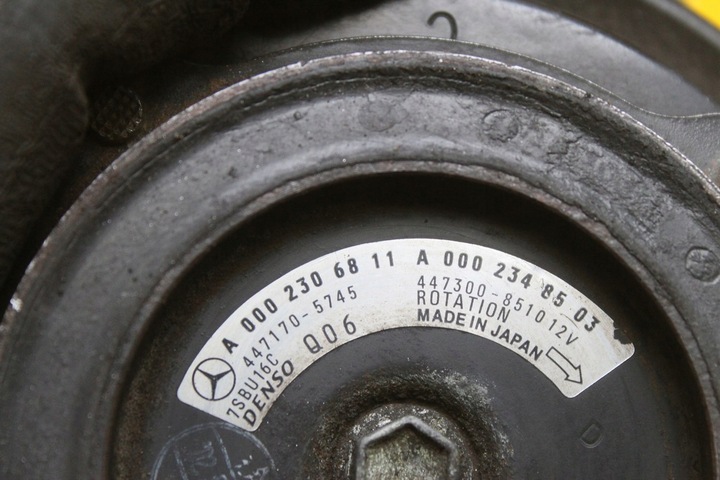 A 000 230 68 11 A 000 234 85 03
447170-5745 447300-8510 12V
7SBU16C ROTATION
DENSO Q06 MADE IN JAPAN
D